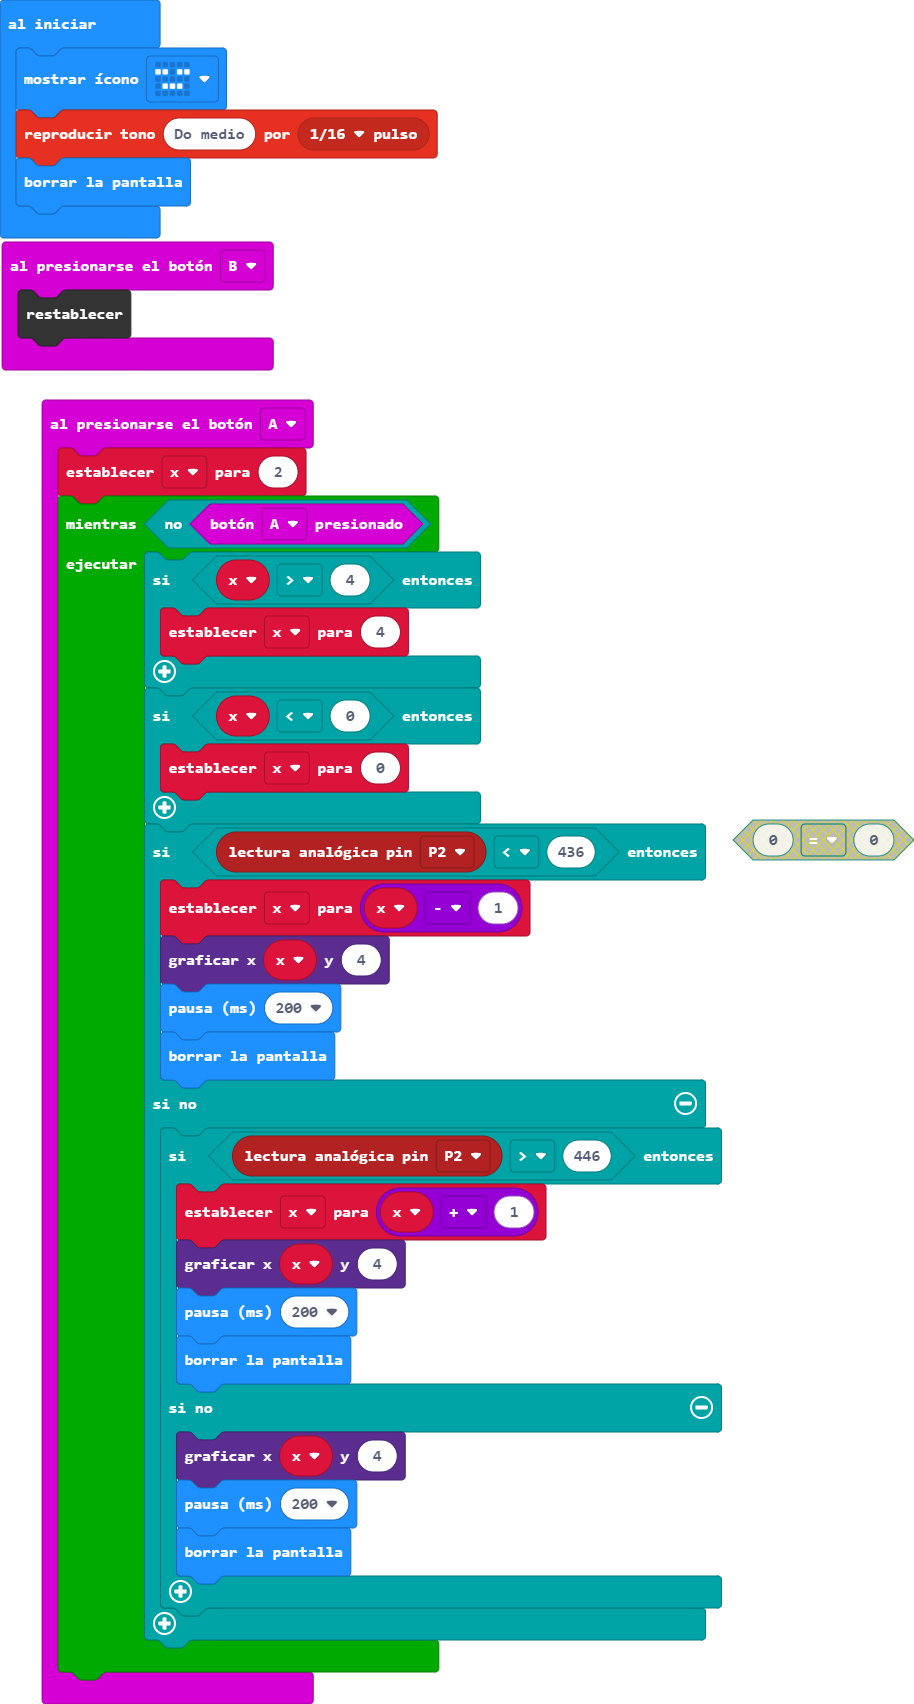 al iniciar
mostrar ícono
reproducir tono Do medio por 1/16 pulso
borrar la pantalla
al presionarse el botón B
restablecer
al presionarse el botón A
establecer x para 2
mientras no botón A presionado
ejecutar
si x > 4 entonces
establecer x para 4
si x < 0 entonces
establecer x para 0
si lectura analógica pin P2 < 436 entonces
0 = 0
establecer x para x - 1
graficar x x y 4
pausa (ms) 200
borrar la pantalla
si no
si lectura analógica pin P2 > 446 entonces
establecer x para x + 1
graficar x x y 4
pausa (ms) 200
borrar la pantalla
si no
graficar x x y 4
pausa (ms) 200
borrar la pantalla